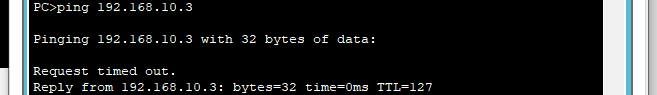 PC>ping 192.168.10.3
Pinging 192.168.10.3 with 32 bytes of data:
Request timed out.
Reply from 192.168.10.3: bytes=32 time=0ms TTL=127